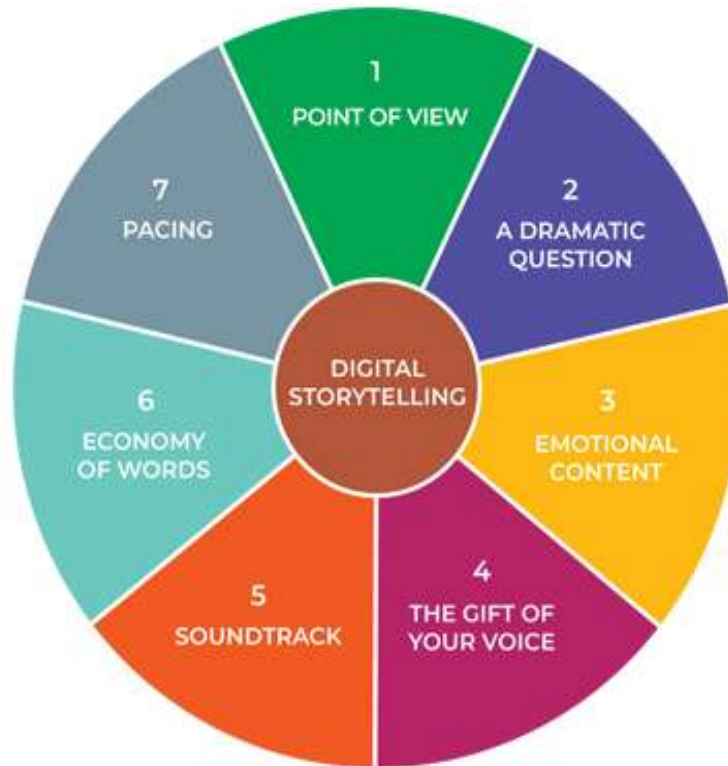 1
POINT OF VIEW
2
A DRAMATIC
QUESTION
3
EMOTIONAL
CONTENT
4
THE GIFT OF
YOUR VOICE
5
SOUNDTRACK
6
ECONOMY
OF WORDS
7
PACING
DIGITAL
STORYTELLING